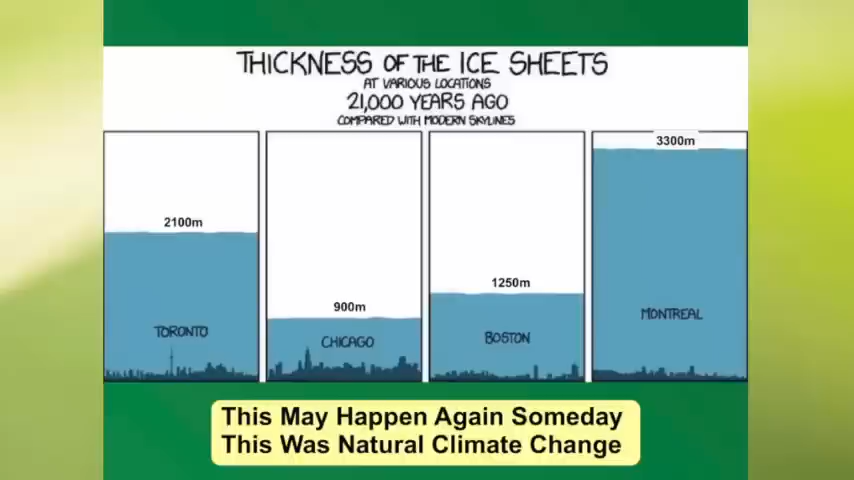 THICKNESS OF THE ICE SHEETS
AT VARIOUS LOCATIONS
21,000 YEARS AGO
COMPARED WITH MODERN SKYLINES
2100m
TORONTO
900m
CHICAGO
1250m
BOSTON
3300m
MONTREAL
This May Happen Again Someday
This Was Natural Climate Change